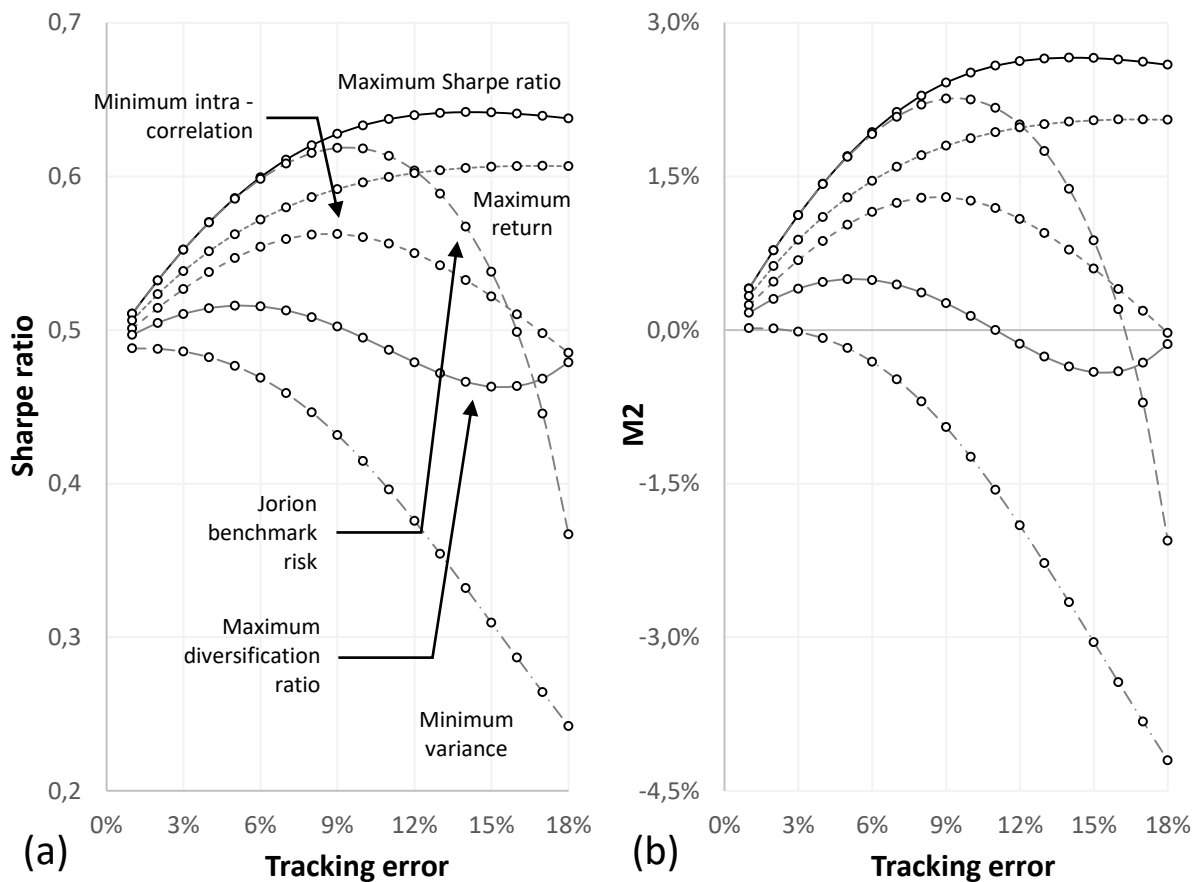 0,7
0,6
0,5
0,4
0,3
0,2
Sharpe ratio
Maximum Sharpe ratio
Minimum intra -
correlation
Maximum
return
Jorion
benchmark
risk
Maximum
diversification
ratio
Minimum
variance
0% 3% 6% 9% 12% 15% 18%
(a)
Tracking error
3,0%
1,5%
0,0%
-1,5%
-3,0%
-4,5%
M2
0% 3% 6% 9% 12% 15% 18%
(b)
Tracking error